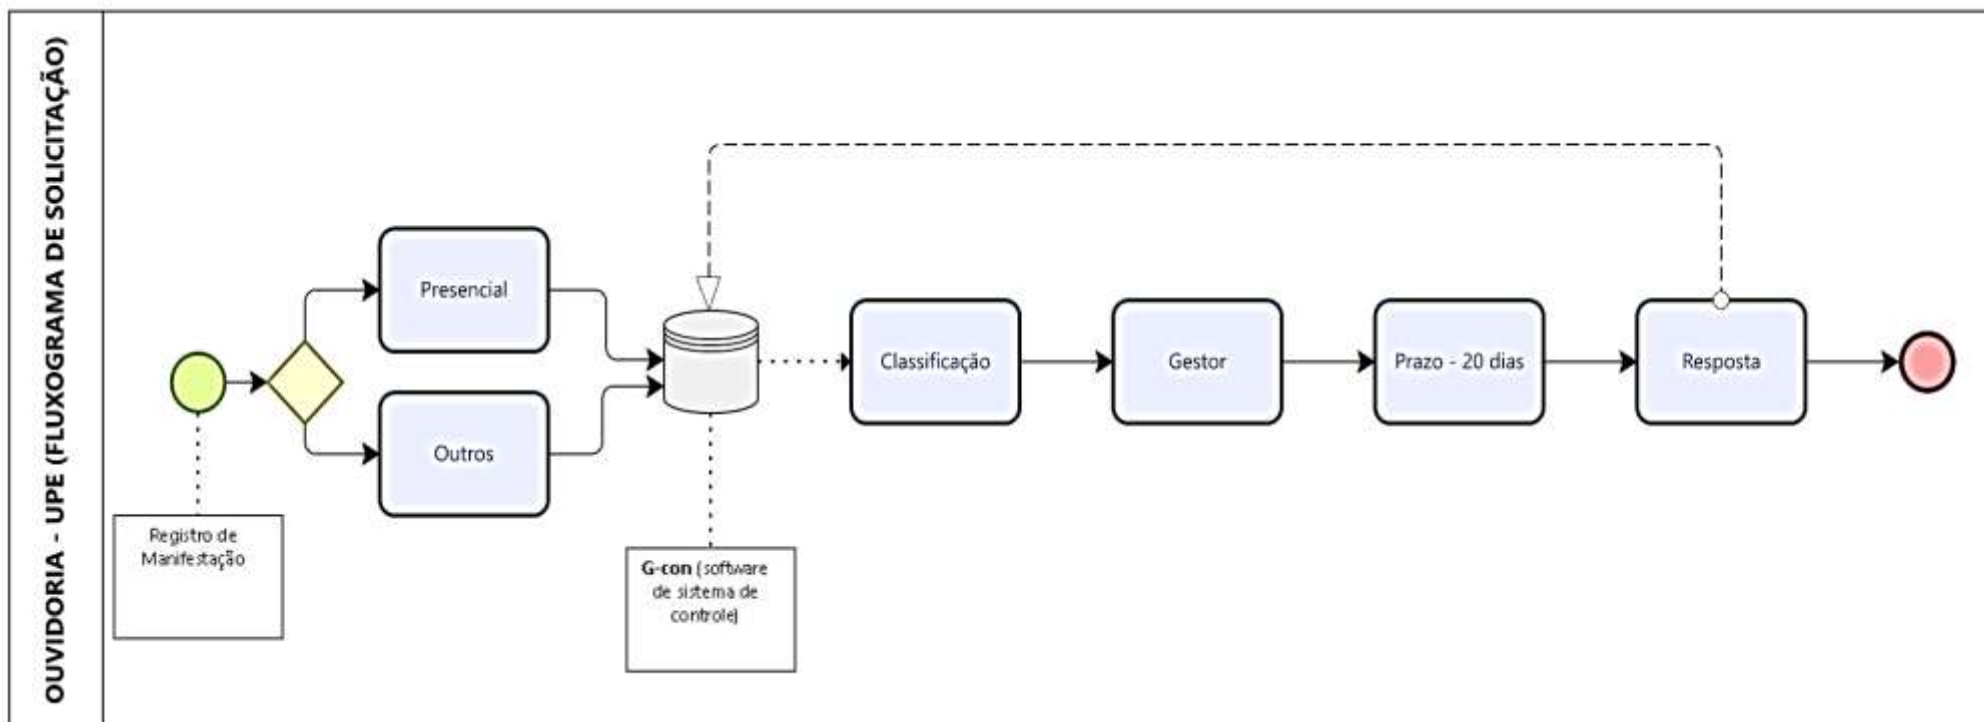 OUVIDORIA - UPE (FLUXOGRAMA DE SOLICITAÇÃO)
Presencial
Outros
Registro de
Manifestação
G-con (software
de sistema de
controle)
Classificação
Gestor
Prazo - 20 dias
Resposta